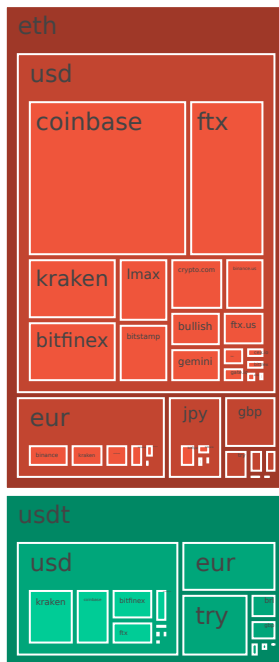 eth
usd
coinbase
ftx
kraken
lmax
crypto.com
bitfinex
bitstamp
bullish
ftx.us
gemini
eur
jpy
gbp
binance
kraken
usdt
usd
eur
kraken
bitfinex
ftx
try